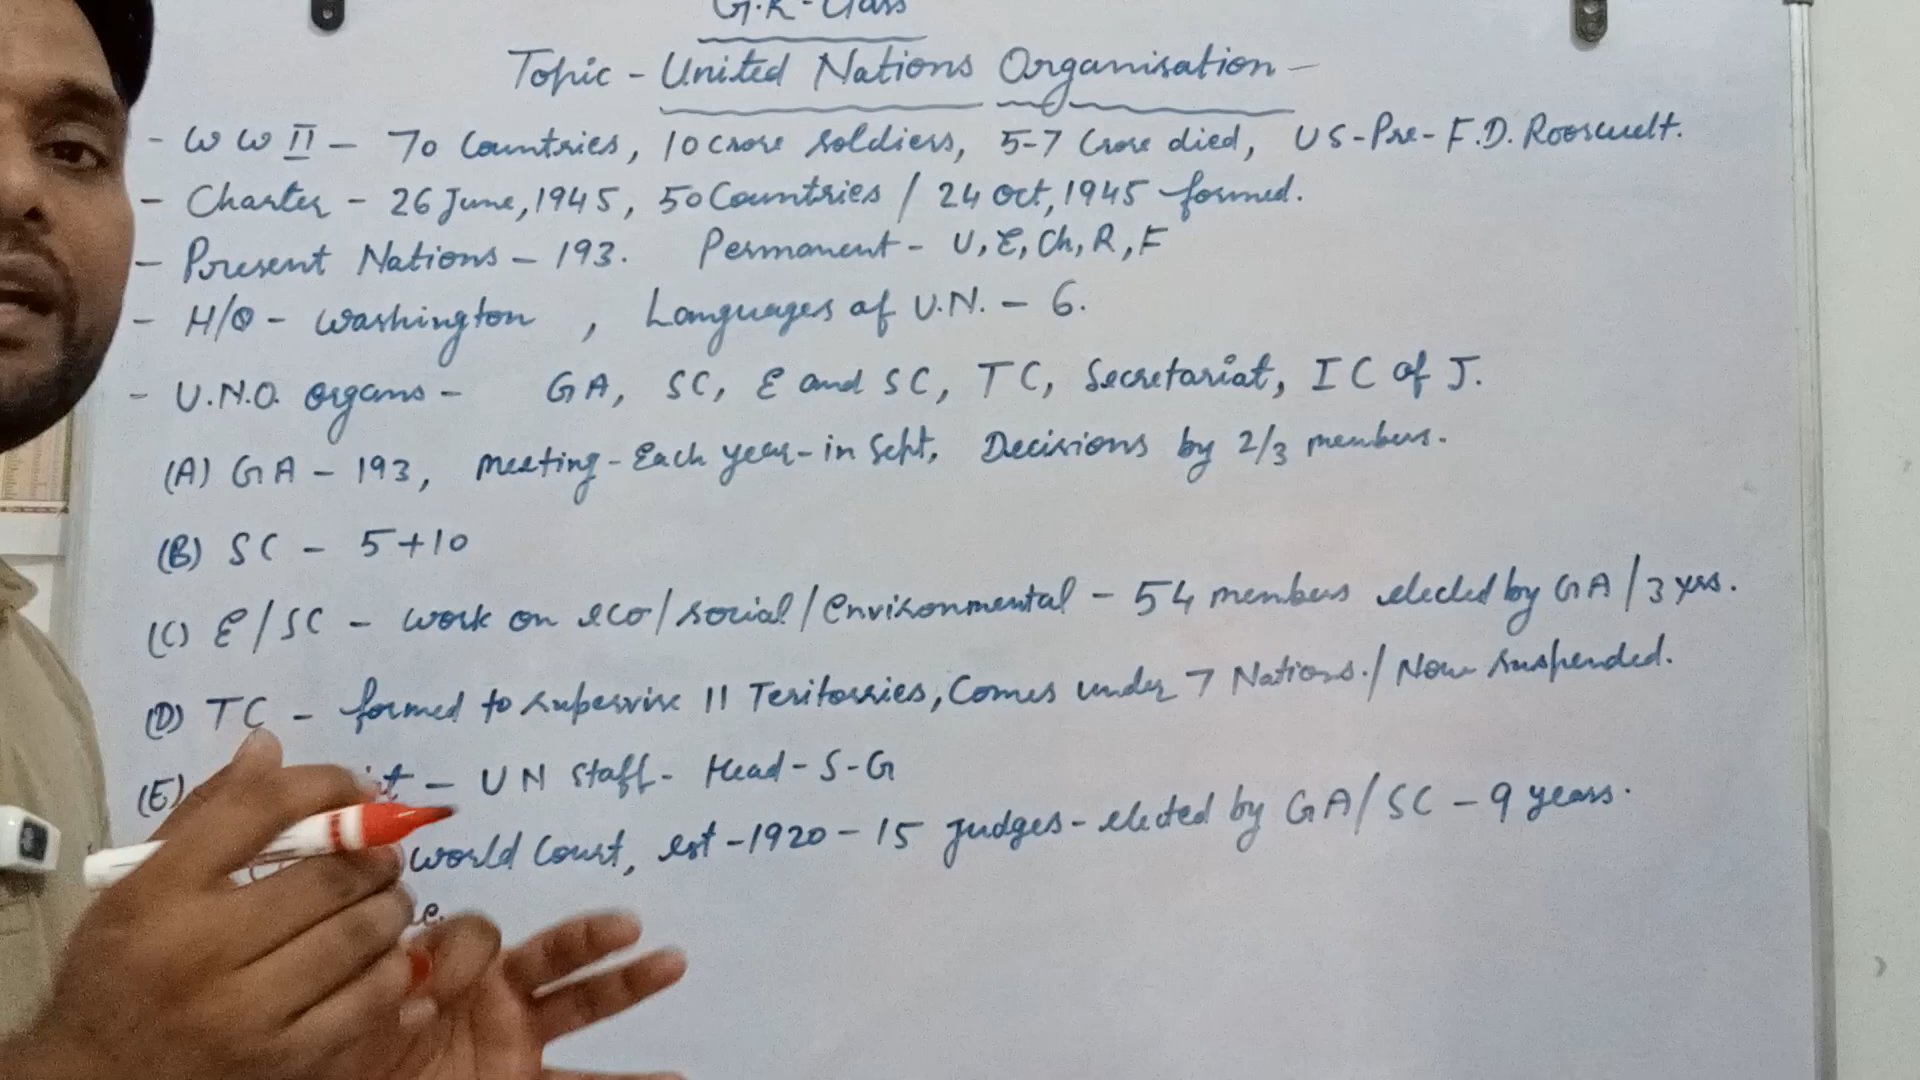 G.K-Class
Topic - United Nations Organisation -
- W W II - 70 Countries, 10 crore soldiers, 5-7 Crore died, US-Pre-F.D. Rooscuelt.
- Charter - 26 June, 1945, 50 Countries / 24 Oct, 1945 formed.
- Present Nations - 193. Permanent - U, E, Ch, R, F
- H/Q - Washington , Languages of U.N. - 6.
- U.N.O. organs - GA, SC, E and SC, TC, Secretariat, IC of J.
(A) GA - 193, Meeting - Each year - in Sept, Decisions by 2/3 members.
(B) SC - 5+10
(C) E/SC - Work on eco/social/Environmental - 54 members elected by GA / 3 yrs.
(D) TC - formed to supervise 11 Teritorries, Comes under 7 Nations. / Now suspended.
(E) - UN Staff - Head - S-G
World Court, est - 1920 - 15 judges - elected by GA/SC - 9 years.